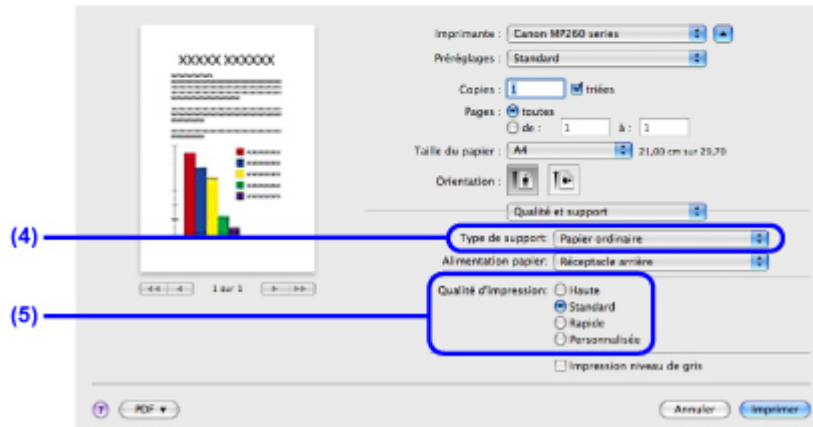 Imprimante : Canon MP260 series
Préréglages : Standard
XXXXX XXXXXXX
Copies : 1 triées
Pages : toutes
de : 1 à : 1
Taille du papier : A4 21,00 cm sur 29,70
Orientation :
Qualité et support
(4)
Type de support: Papier ordinaire
Alimentation papier: Réceptacle arrière
1 sur 1
Qualité d'impression: Haute
(5)
Standard
Rapide
Personnalisée
Impression niveau de gris
? PDF ▼ Annuler Imprimer